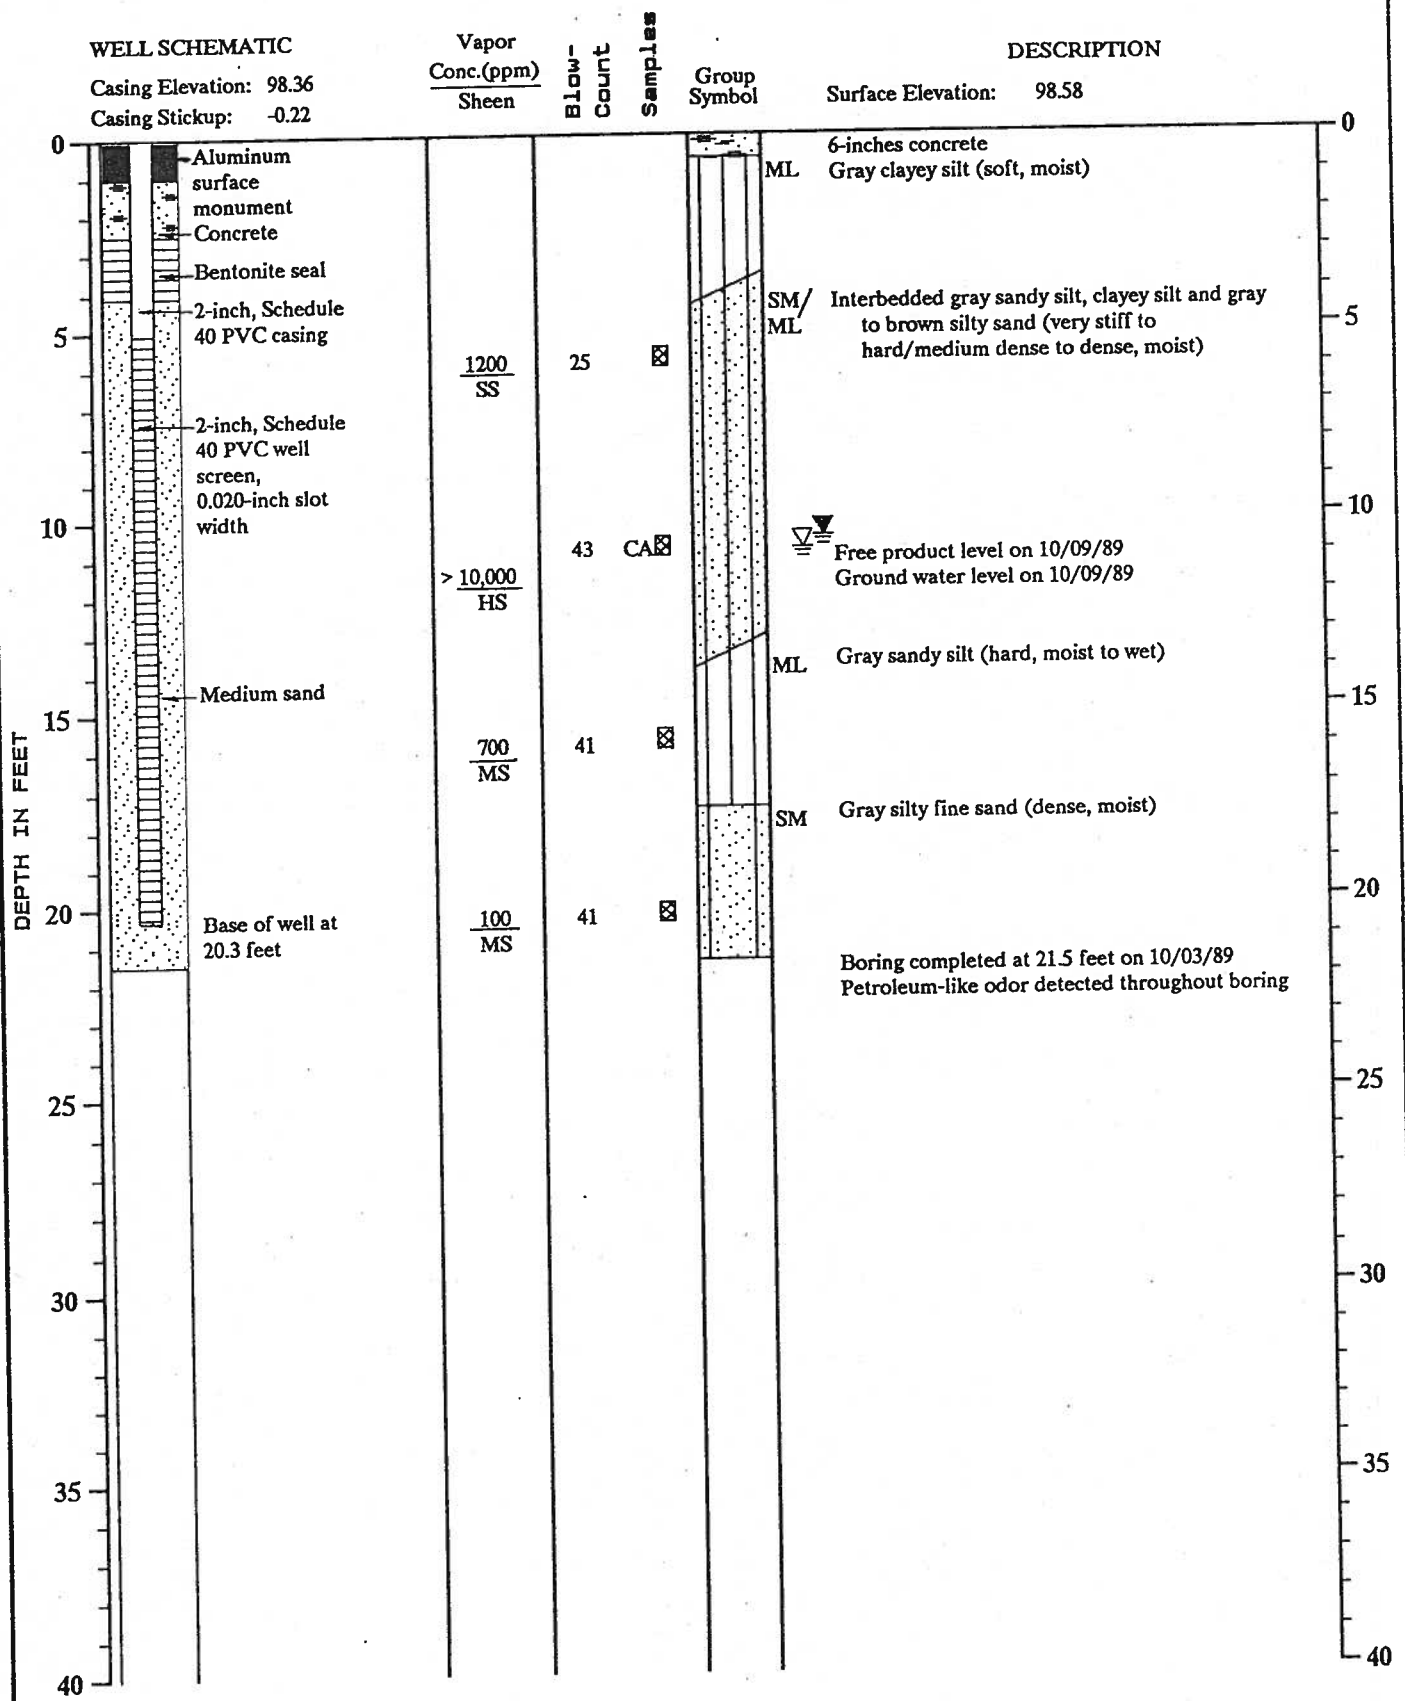 WELL SCHEMATIC
Casing Elevation: 98.36
Casing Stickup: -0.22
Vapor
Conc.(ppm)
Sheen
Blow-
Count
Samples
Group
Symbol
DESCRIPTION
Surface Elevation: 98.58
DEPTH IN FEET
0
5
10
15
20
25
30
35
40
Aluminum
surface
monument
Concrete
Bentonite seal
2-inch, Schedule
40 PVC casing
2-inch, Schedule
40 PVC well
screen,
0.020-inch slot
width
Medium sand
Base of well at
20.3 feet
1200
SS
> 10,000
HS
700
MS
100
MS
25
43 CA
41
41
ML
SM/
ML
ML
SM
6-inches concrete
Gray clayey silt (soft, moist)
Interbedded gray sandy silt, clayey silt and gray
to brown silty sand (very stiff to
hard/medium dense to dense, moist)
Free product level on 10/09/89
Ground water level on 10/09/89
Gray sandy silt (hard, moist to wet)
Gray silty fine sand (dense, moist)
Boring completed at 21.5 feet on 10/03/89
Petroleum-like odor detected throughout boring
0
5
10
15
20
25
30
35
40